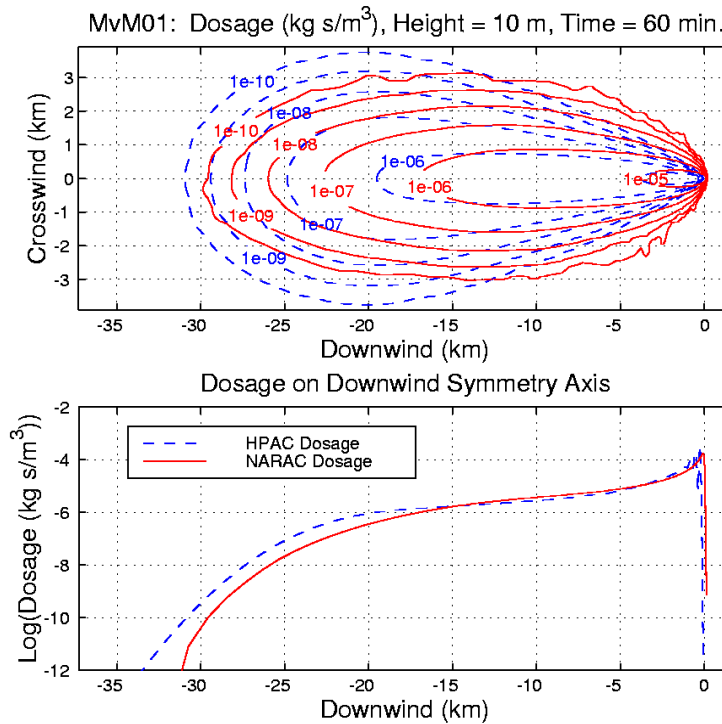 MvM01: Dosage (kg s/m³), Height = 10 m, Time = 60 min.
Crosswind (km)
3
2
1
0
-1
-2
-3
1e-10
1e-10
1e-08
1e-08
1e-06
1e-05
1e-07
1e-06
1e-09
1e-07
1e-09
-35 -30 -25 -20 -15 -10 -5 0
Downwind (km)
Dosage on Downwind Symmetry Axis
Log(Dosage (kg s/m³))
-2
-4
-6
-8
-10
-12
HPAC Dosage
NARAC Dosage
-35 -30 -25 -20 -15 -10 -5 0
Downwind (km)